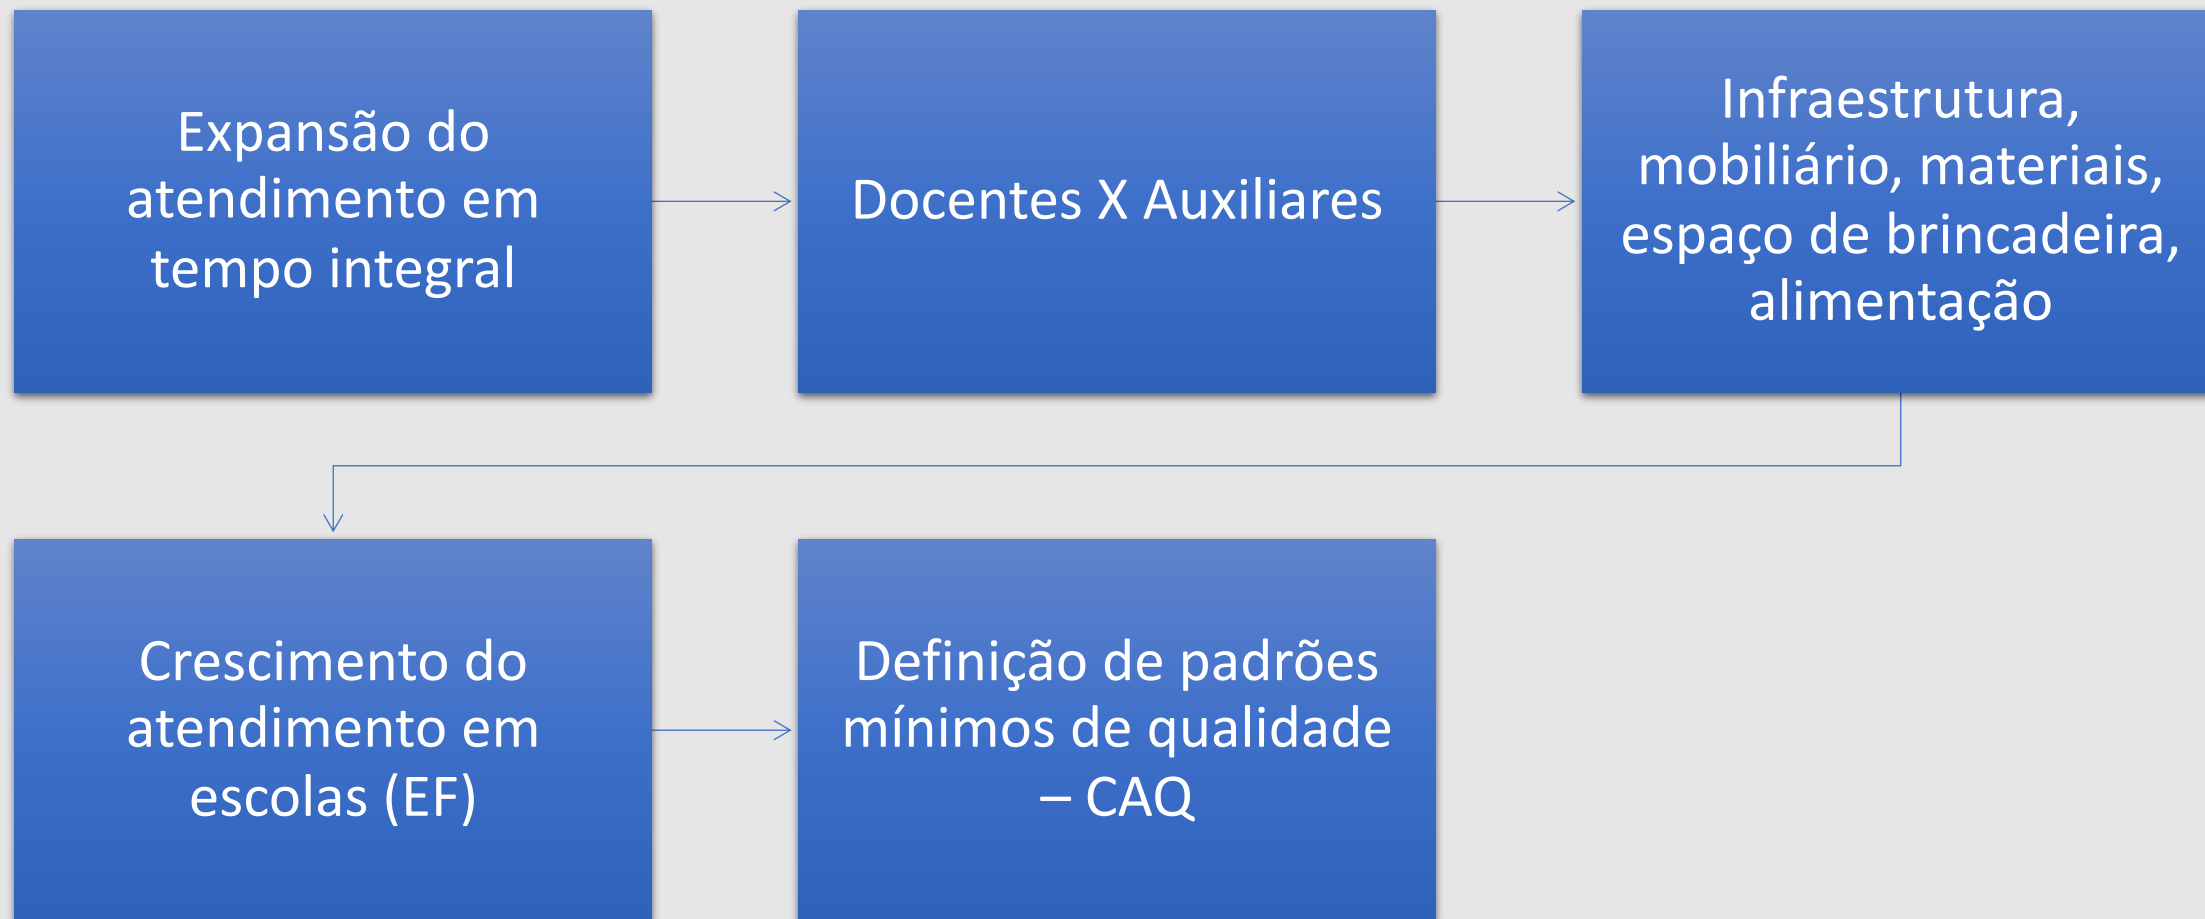 Expansão do
atendimento em
tempo integral
Docentes X Auxiliares
Infraestrutura,
mobiliário, materiais,
espaço de brincadeira,
alimentação
Crescimento do
atendimento em
escolas (EF)
Definição de padrões
mínimos de qualidade
– CAQ